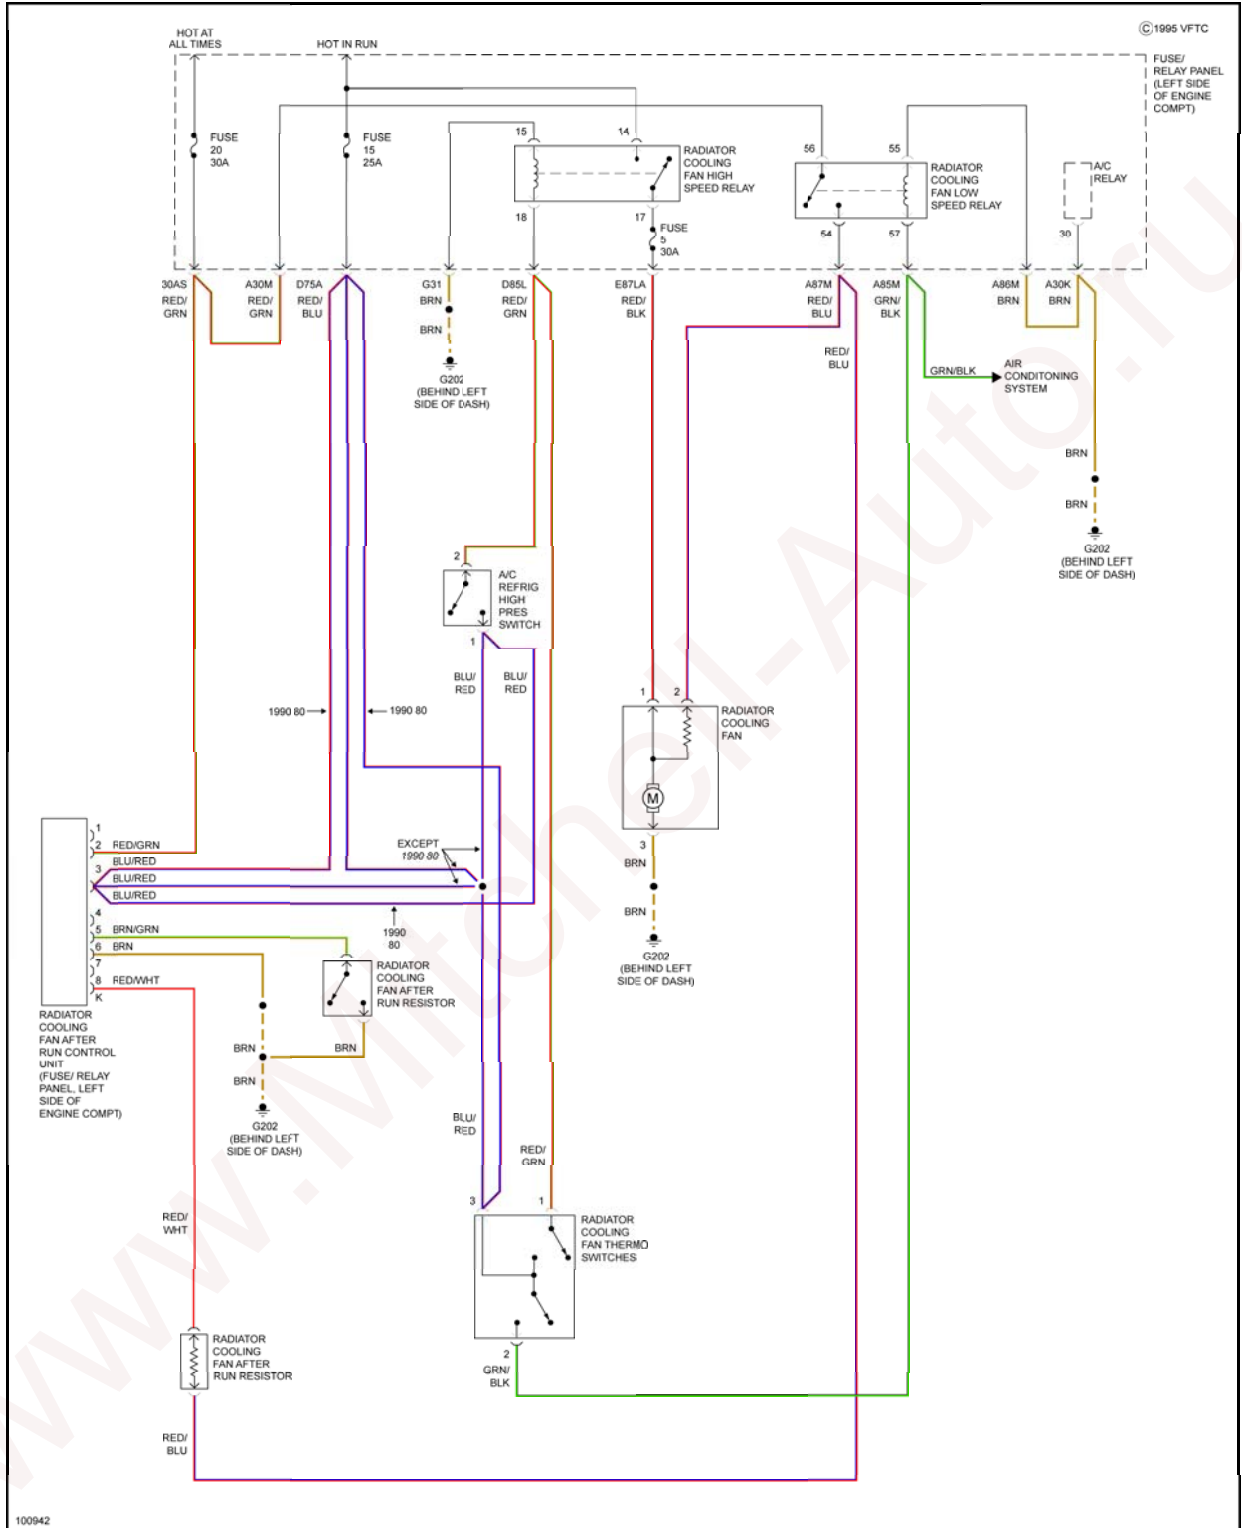 HOT AT
ALL TIMES
HOT IN RUN
©1995 VFTC
FUSE/
RELAY PANEL
(LEFT SIDE
OF ENGINE
COMPT)
FUSE
20
30A
FUSE
15
25A
15
14
RADIATOR
COOLING
FAN HIGH
SPEED RELAY
18
17
FUSE
5
30A
56
55
RADIATOR
COOLING
FAN LOW
SPEED RELAY
54
57
A/C
RELAY
30
30AS
A30M
D75A
G31
D85L
E87LA
A87M
A85M
A86M
A30K
RED/
GRN
RED/
GRN
RED/
BLU
BRN
RED/
GRN
RED/
BLK
RED/
BLU
GRN/
BLK
BRN
BRN
BRN
G202
(BEHIND LEFT
SIDE OF DASH)
RED/
BLU
GRN/BLK
AIR
CONDITONING
SYSTEM
BRN
BRN
G202
(BEHIND LEFT
SIDE OF DASH)
2
A/C
REFRIG
HIGH
PRES
SWITCH
1
BLU/
RED
BLU/
RED
1990 80
1990 80
1
2
RADIATOR
COOLING
FAN
M
3
BRN
BRN
G202
(BEHIND LEFT
SIDE OF DASH)
EXCEPT
1990 80
1
2 RED/GRN
3 BLU/RED
BLU/RED
BLU/RED
4
5 BRN/GRN
6 BRN
7
8 RED/WHT
K
1990
80
RADIATOR
COOLING
FAN AFTER
RUN RESISTOR
RADIATOR
COOLING
FAN AFTER
RUN CONTROL
UNIT
(FUSE/ RELAY
PANEL, LEFT
SIDE OF
ENGINE COMPT)
BRN
BRN
BRN
G202
(BEHIND LEFT
SIDE OF DASH)
BLU/
RED
RED/
GRN
3
1
RADIATOR
COOLING
FAN THERMO
SWITCHES
2
GRN/
BLK
RED/
WHT
RADIATOR
COOLING
FAN AFTER
RUN RESISTOR
RED/
BLU
100942
www.Mitchell-Auto.ru